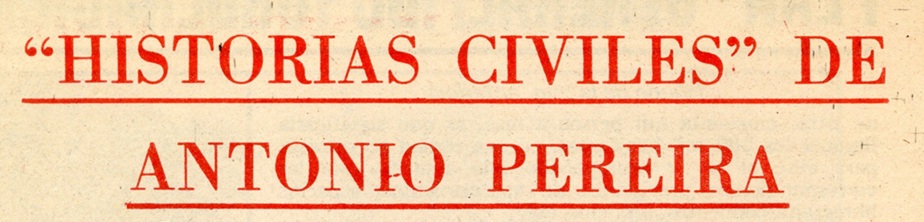 “HISTORIAS CIVILES” DE
ANTONIO PEREIRA